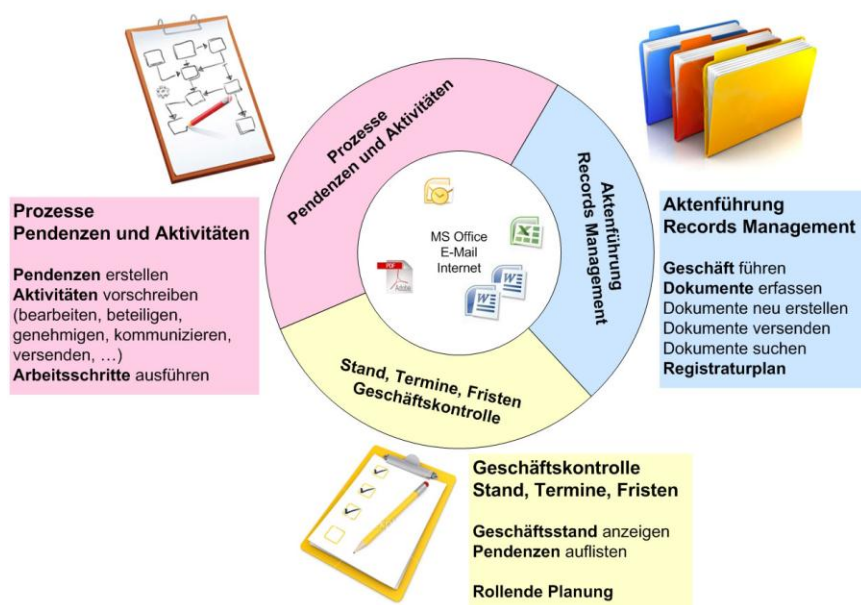 Prozesse
Pendenzen und Aktivitäten
Aktenführung
Records Management
Stand, Termine, Fristen
Geschäftskontrolle
MS Office
E-Mail
Internet
Adobe
Prozesse
Pendenzen und Aktivitäten
Pendenzen erstellen
Aktivitäten vorschreiben
(bearbeiten, beteiligen,
genehmigen, kommunizieren,
versenden, …)
Arbeitsschritte ausführen
Aktenführung
Records Management
Geschäft führen
Dokumente erfassen
Dokumente neu erstellen
Dokumente versenden
Dokumente suchen
Registraturplan
Geschäftskontrolle
Stand, Termine, Fristen
Geschäftsstand anzeigen
Pendenzen auflisten
Rollende Planung